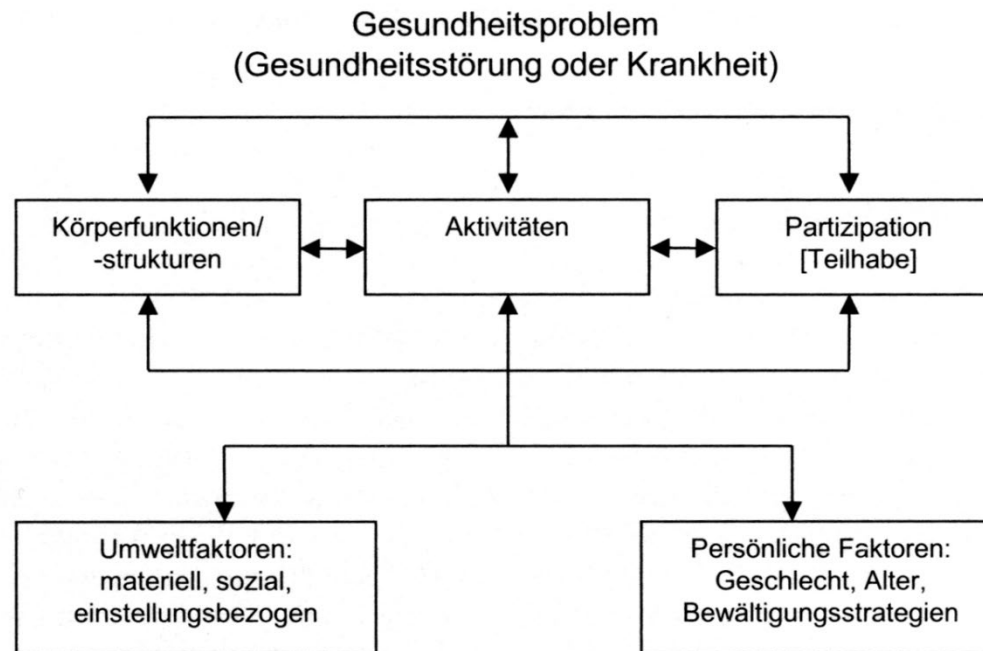 Gesundheitsproblem
(Gesundheitsstörung oder Krankheit)
Körperfunktionen/
-strukturen
Aktivitäten
Partizipation
[Teilhabe]
Umweltfaktoren:
materiell, sozial,
einstellungsbezogen
Persönliche Faktoren:
Geschlecht, Alter,
Bewältigungsstrategien